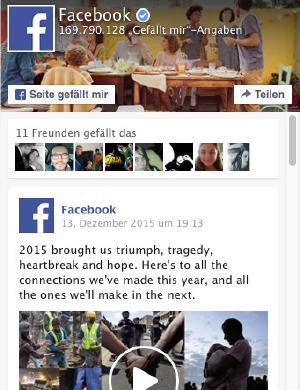 Facebook
169.790.128 „Gefällt mir“-Angaben
Seite gefällt mir
Teilen
11 Freunden gefällt das
Facebook
13. Dezember 2015 um 19:13
2015 brought us triumph, tragedy,
heartbreak and hope. Here's to all the
connections we've made this year, and all
the ones we'll make in the next.